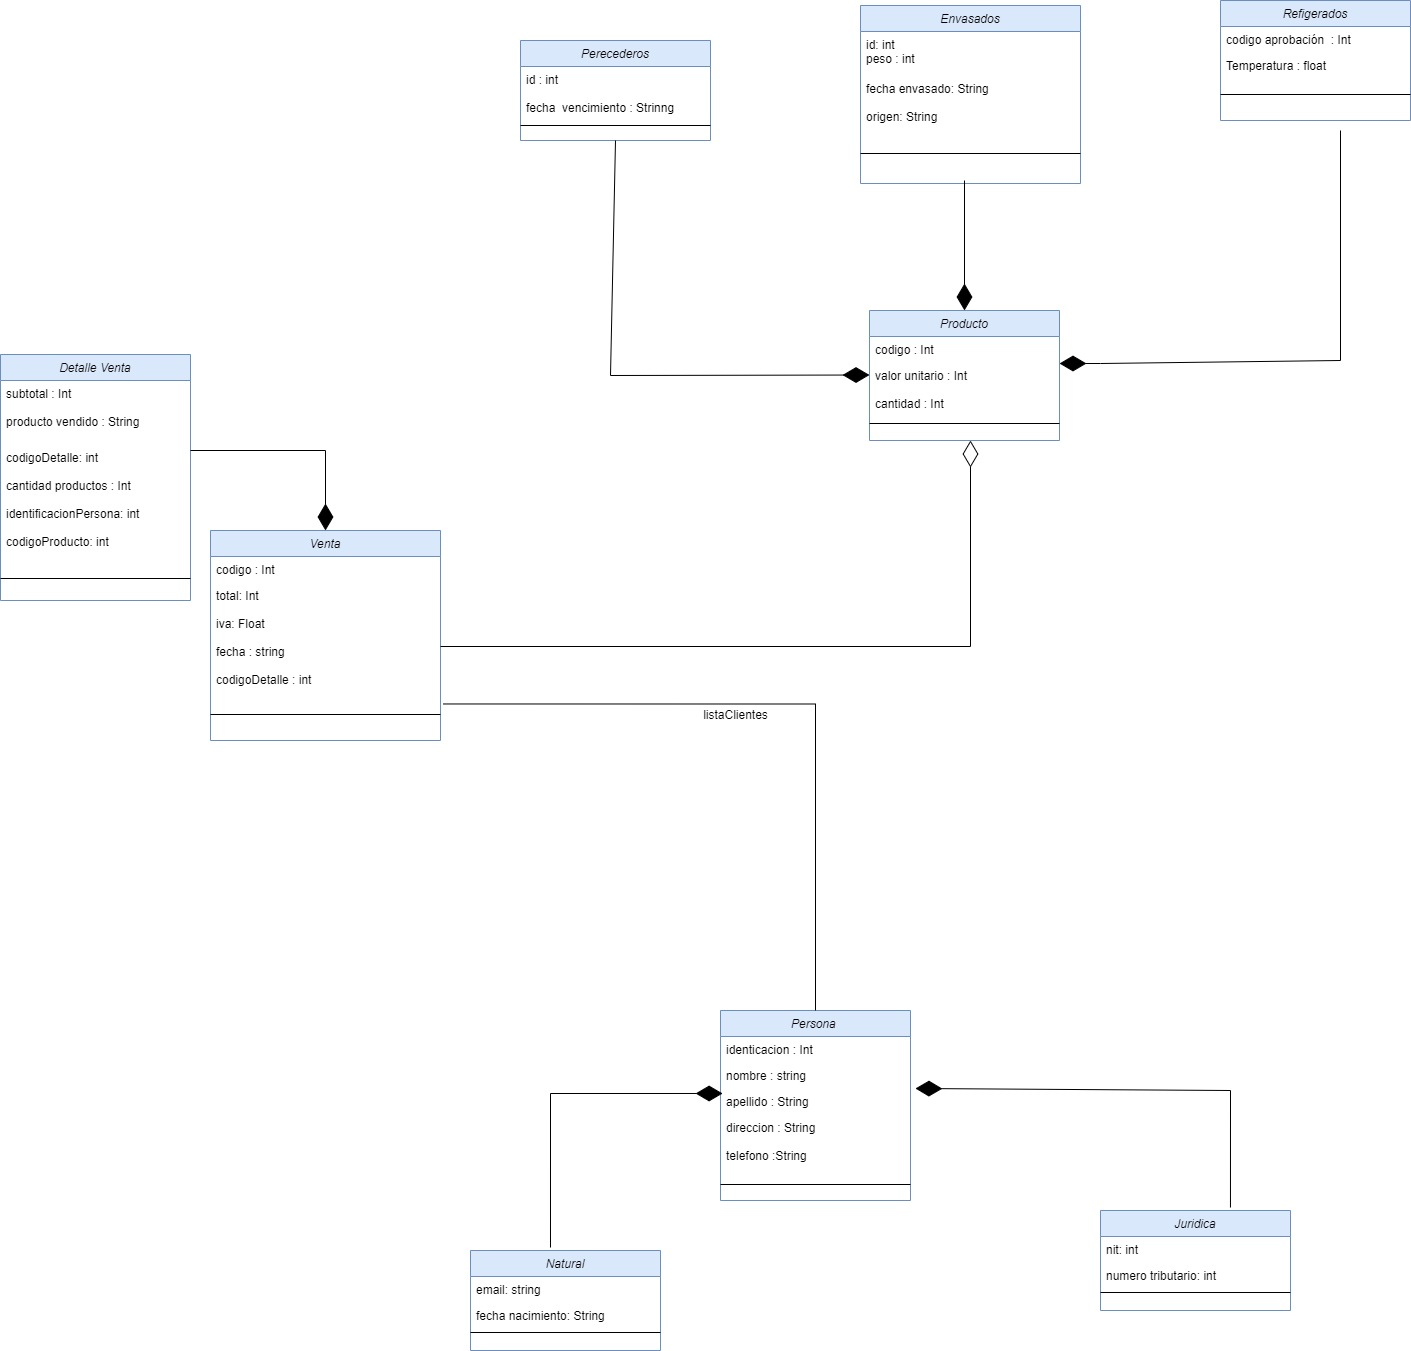 Perecederos
id : int
fecha  vencimiento : Strinng
Envasados
id: int
peso : int
fecha envasado: String
origen: String
Refigerados
codigo aprobación  : Int
Temperatura : float
Producto
codigo : Int
valor unitario : Int
cantidad : Int
Detalle Venta
subtotal : Int
producto vendido : String
codigoDetalle: int
cantidad productos : Int
identificacionPersona: int
codigoProducto: int
Venta
codigo : Int
total: Int
iva: Float
fecha : string
codigoDetalle : int
listaClientes
Persona
identicacion : Int
nombre : string
apellido : String
direccion : String
telefono :String
Natural
email: string
fecha nacimiento: String
Juridica
nit: int
numero tributario: int